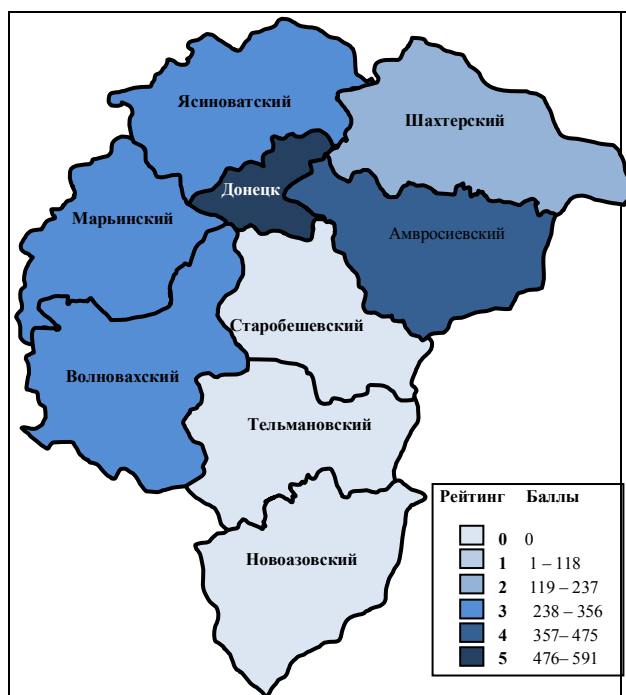 Ясиноватский
Шахтерский
Донецк
Марьинский
Амвросиевский
Старобешевский
Волновахский
Тельмановский
Новоазовский
Рейтинг Баллы
0 0
1 1 – 118
2 119 – 237
3 238 – 356
4 357– 475
5 476– 591